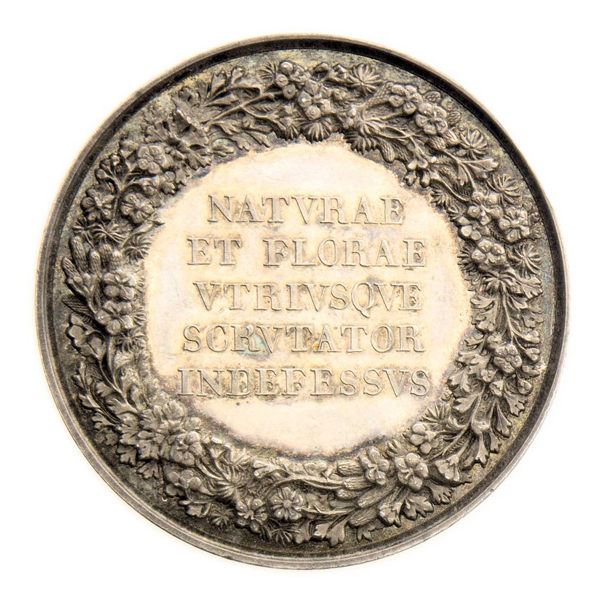 NATVRAE
ET FLORAE
VTRIVSQVE
SCRVTATOR
INDEFESSVS